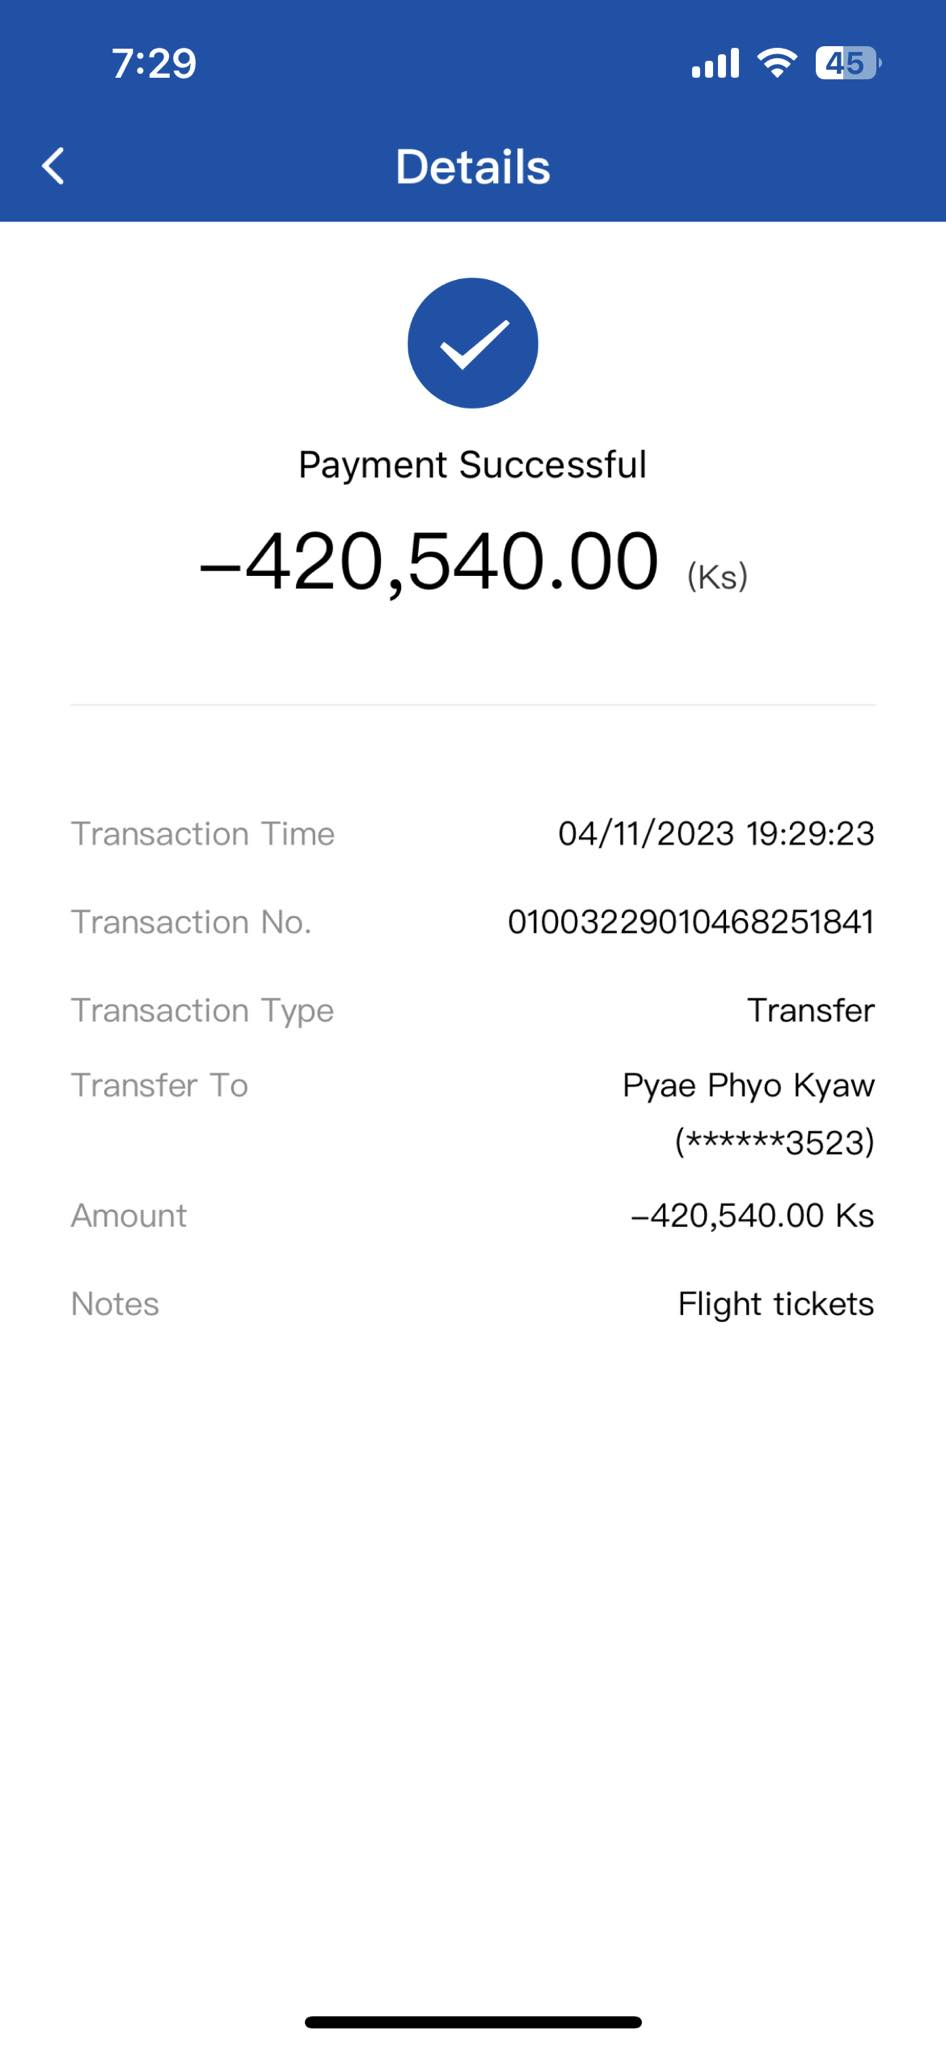 7:29
45
Details
Payment Successful
–420,540.00 (Ks)
Transaction Time 04/11/2023 19:29:23
Transaction No. 01003229010468251841
Transaction Type Transfer
Transfer To Pyae Phyo Kyaw
(******3523)
Amount –420,540.00 Ks
Notes Flight tickets